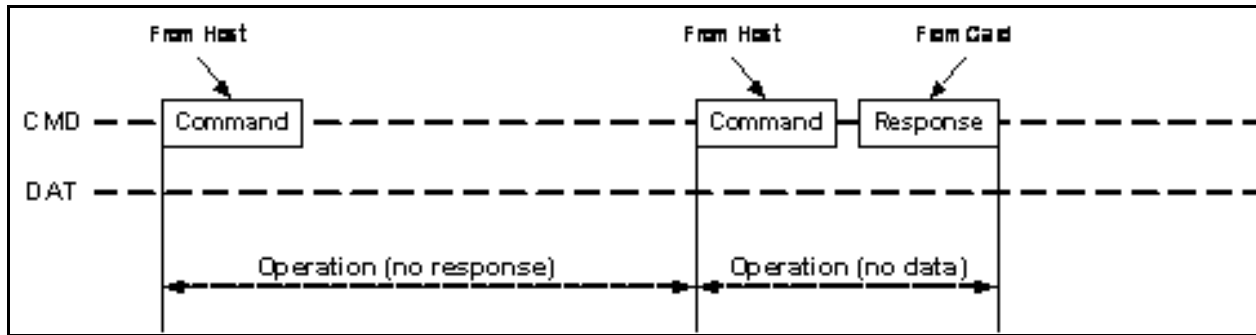 From Host From Host From Card
CMD Command Command Response
DAT
Operation (no response) Operation (no data)